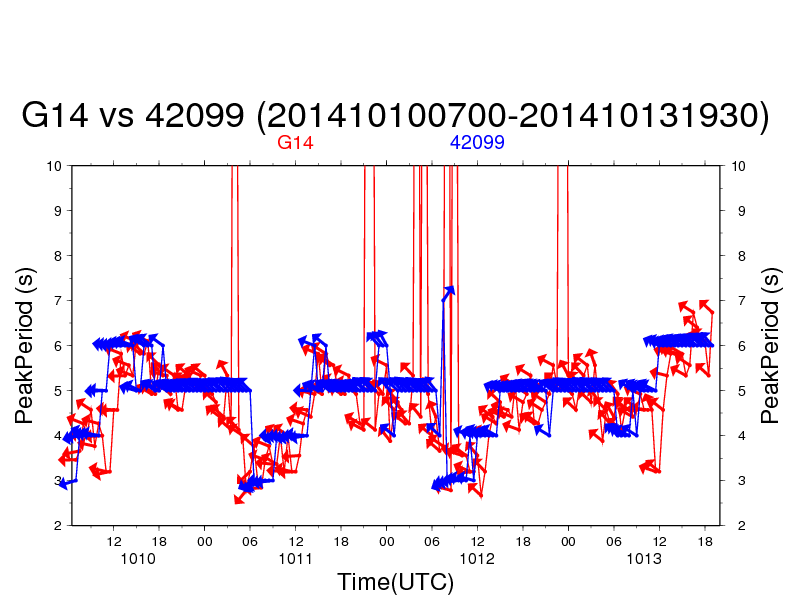 G14 vs 42099 (201410100700-201410131930)
G14 42099
10 10
9 9
8 8
7 7
6 6
5 5
4 4
3 3
2 2
PeakPeriod (s) PeakPeriod (s)
12 18 00 06 12 18 00 06 12 18 00 06 12 18
1010 1011 1012 1013
Time(UTC)